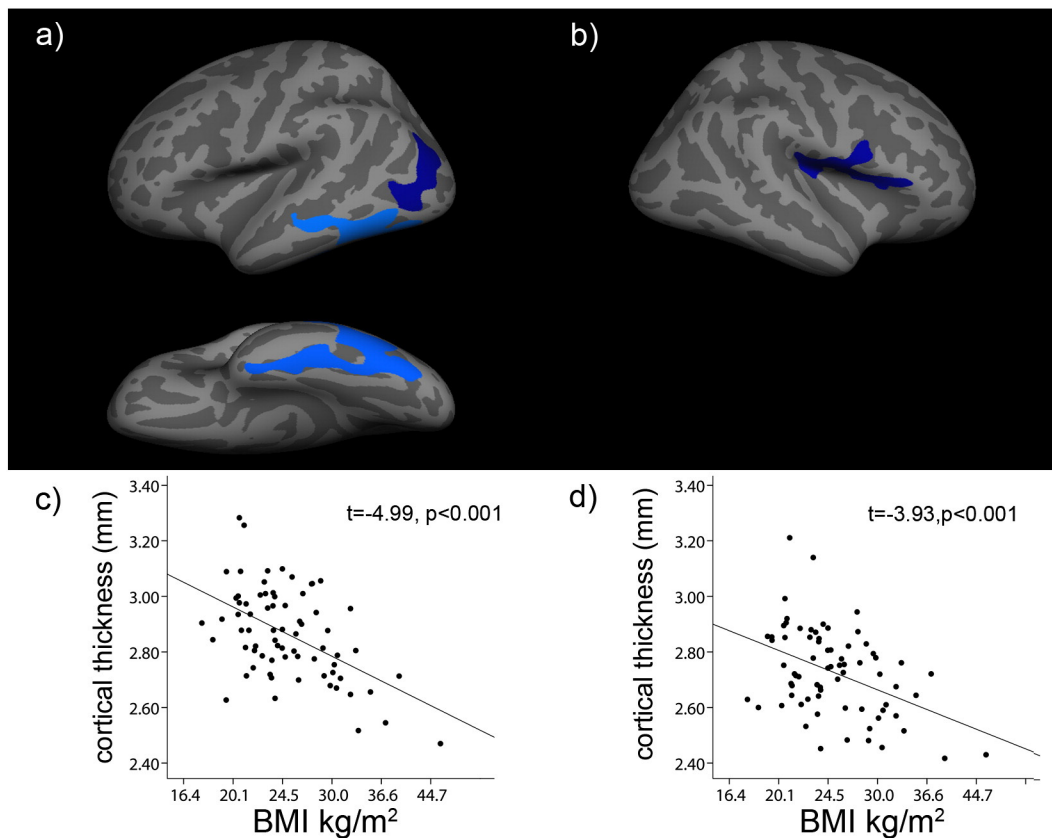 a)
b)
c)
t=-4.99, p<0.001
cortical thickness (mm)
3.40
3.20
3.00
2.80
2.60
2.40
16.4 20.1 24.5 30.0 36.6 44.7
BMI kg/m²
d)
t=-3.93,p<0.001
cortical thickness (mm)
3.40
3.20
3.00
2.80
2.60
2.40
16.4 20.1 24.5 30.0 36.6 44.7
BMI kg/m²